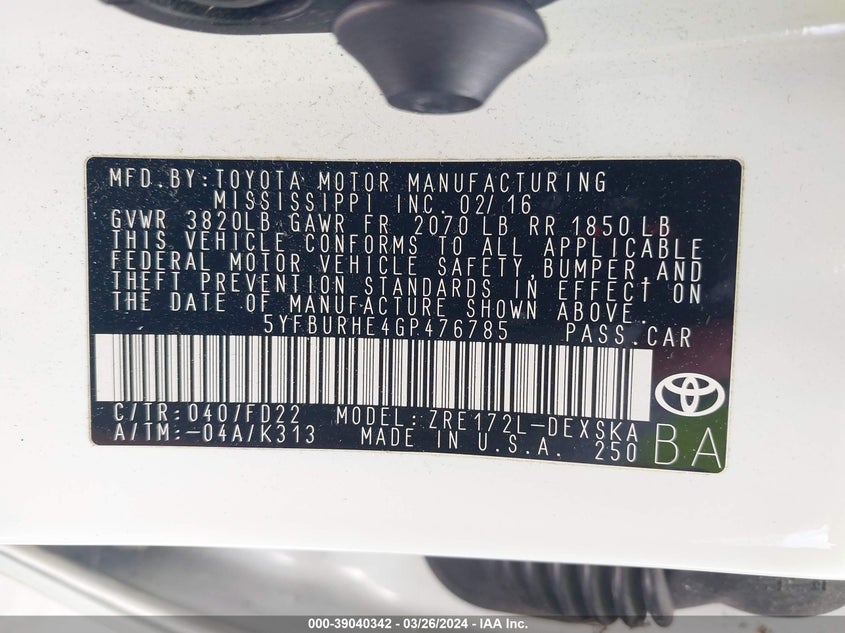 MFD.BY:TOYOTA MOTOR MANUFACTURING
MISSISSIPPI INC. 02/16
GVWR 3820LB GAWR FR 2070 LB RR 1850 LB
THIS VEHICLE CONFORMS TO ALL APPLICABLE
FEDERAL MOTOR VEHICLE SAFETY,BUMPER,AND
THEFT PREVENTION STANDARDS IN EFFECT ON
THE DATE OF MANUFACTURE SHOWN ABOVE.
5YFBURHE4GP476785 PASS.CAR
C/TR:040/FD22 MODEL:ZRE172L-DEXSKA
A/TM:-04A/K313 MADE IN U.S.A. 250
BA
000-39040342 / 03/26/2024 / IAA Inc.